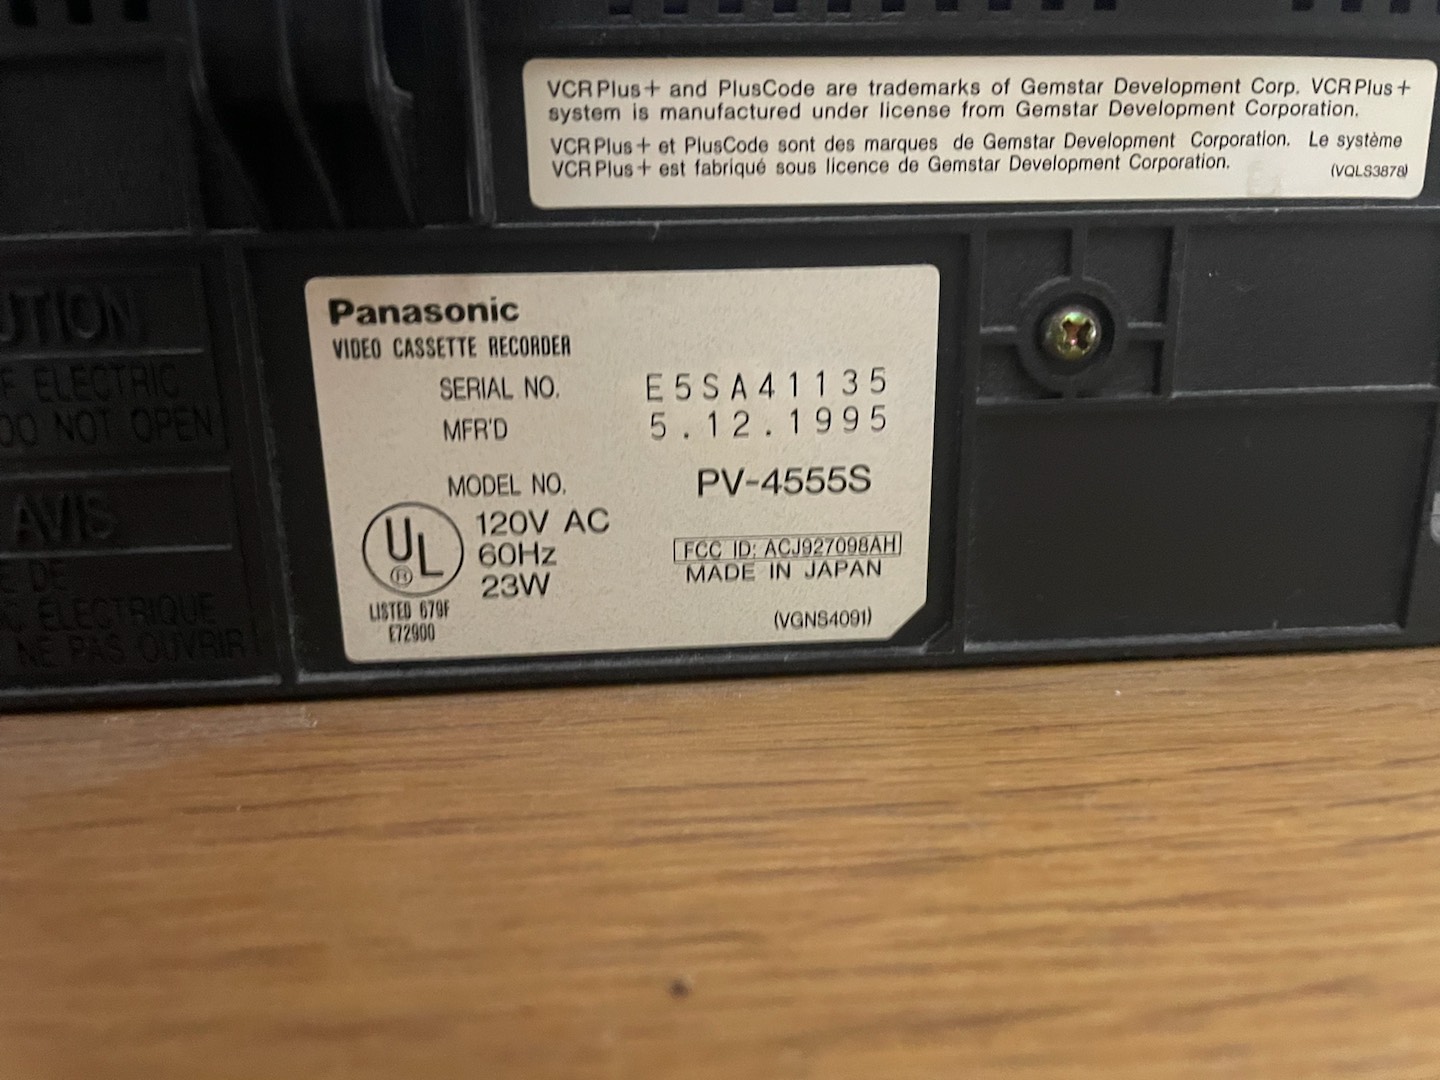 VCR Plus+ and PlusCode are trademarks of Gemstar Development Corp. VCR Plus+
system is manufactured under license from Gemstar Development Corporation.
VCR Plus+ et PlusCode sont des marques de Gemstar Development Corporation. Le système
VCR Plus+ est fabriqué sous licence de Gemstar Development Corporation.
(VQLS3878)
Panasonic
VIDEO CASSETTE RECORDER
SERIAL NO. E5SA41135
MFR'D 5.12.1995
MODEL NO. PV-4555S
UL®
LISTED 679F
E72900
120V AC
60Hz
23W
FCC ID: ACJ927098AH
MADE IN JAPAN
(VGNS4091)
UTION
F ELECTRIC
DO NOT OPEN
AVIS
E DE
C ELECTRIQUE
NE PAS OUVRIR